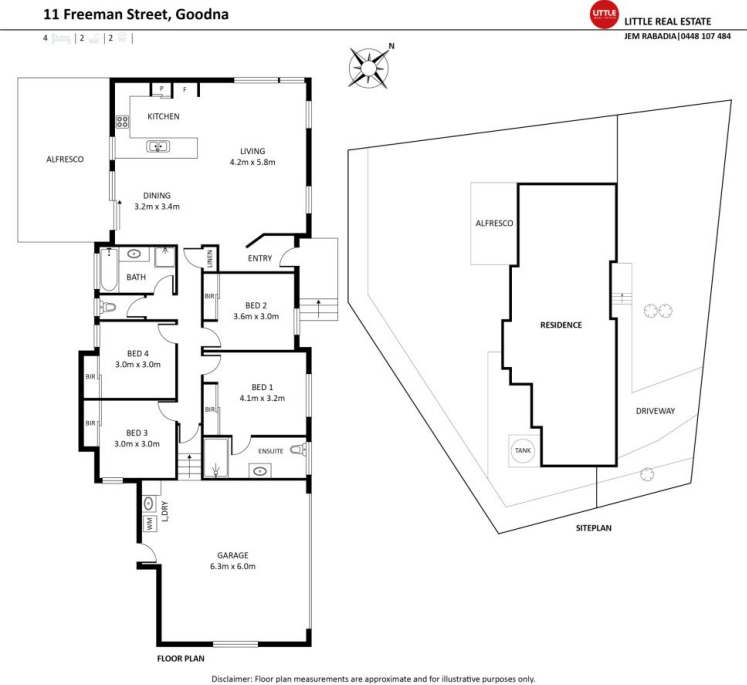 11 Freeman Street, Goodna
LITTLE
REAL ESTATE
LITTLE REAL ESTATE
4 | 2 | 2 |
JEM RABADIA|0448 107 484
N
P
F
KITCHEN
ALFRESCO
LIVING
4.2m x 5.8m
DINING
3.2m x 3.4m
LINEN
ENTRY
BATH
BIR
BED 2
3.6m x 3.0m
BED 4
3.0m x 3.0m
BIR
BED 1
4.1m x 3.2m
BIR
BIR
BED 3
3.0m x 3.0m
ENSUITE
L,DRY
WM
GARAGE
6.3m x 6.0m
FLOOR PLAN
ALFRESCO
RESIDENCE
DRIVEWAY
TANK
SITEPLAN
Disclaimer: Floor plan measurements are approximate and for illustrative purposes only.